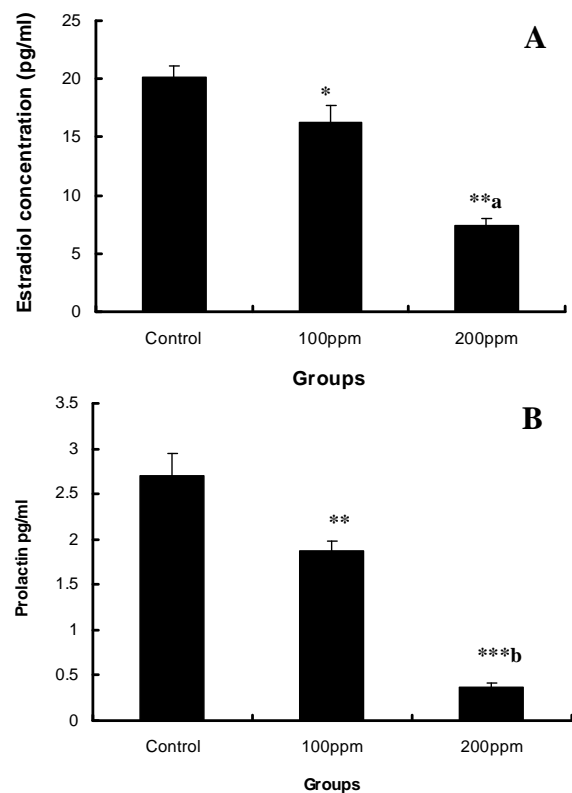 A
Estradiol concentration (pg/ml)
25
20
15
10
5
0
*
**a
Control 100ppm 200ppm
Groups
B
Prolactin pg/ml
3.5
3
2.5
2
1.5
1
0.5
0
**
***b
Control 100ppm 200ppm
Groups